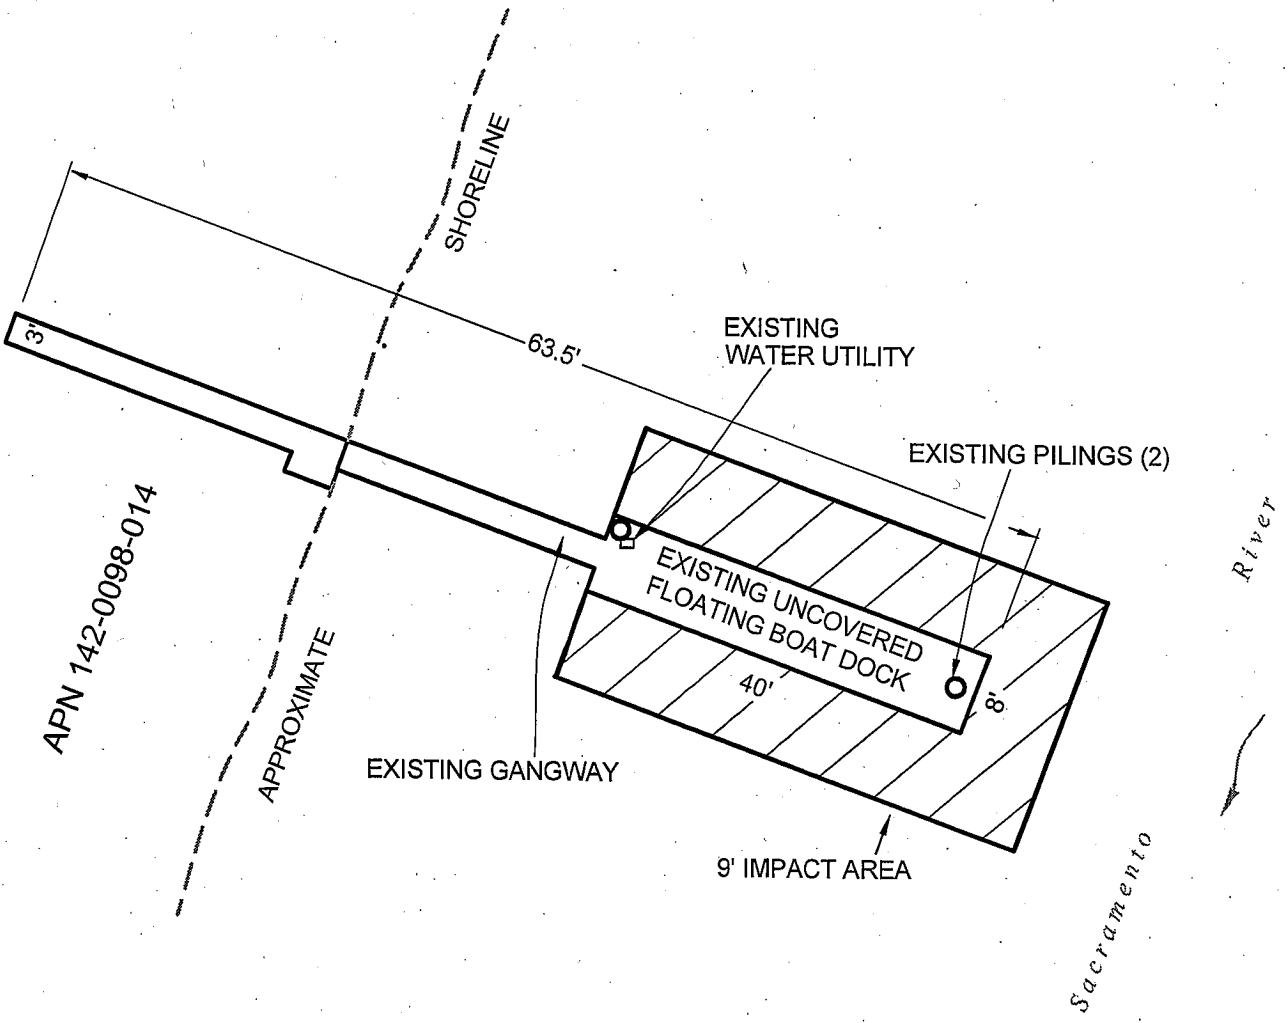 SHORELINE
63.5'
3'
EXISTING
WATER UTILITY
EXISTING PILINGS (2)
River
EXISTING UNCOVERED
FLOATING BOAT DOCK
40'
8'
APN 142-0098-014
APPROXIMATE
EXISTING GANGWAY
9' IMPACT AREA
Sacramento